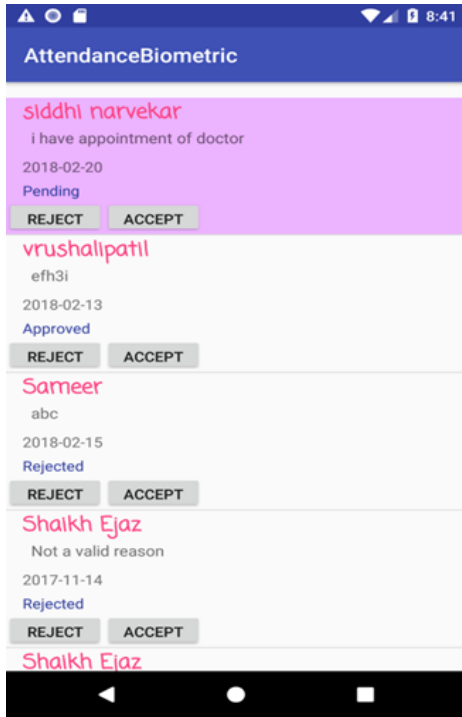 8:41
AttendanceBiometric
siddhi narvekar
i have appointment of doctor
2018-02-20
Pending
REJECT ACCEPT
vrushalipatil
efh3i
2018-02-13
Approved
REJECT ACCEPT
Sameer
abc
2018-02-15
Rejected
REJECT ACCEPT
Shaikh Ejaz
Not a valid reason
2017-11-14
Rejected
REJECT ACCEPT
Shaikh Ejaz